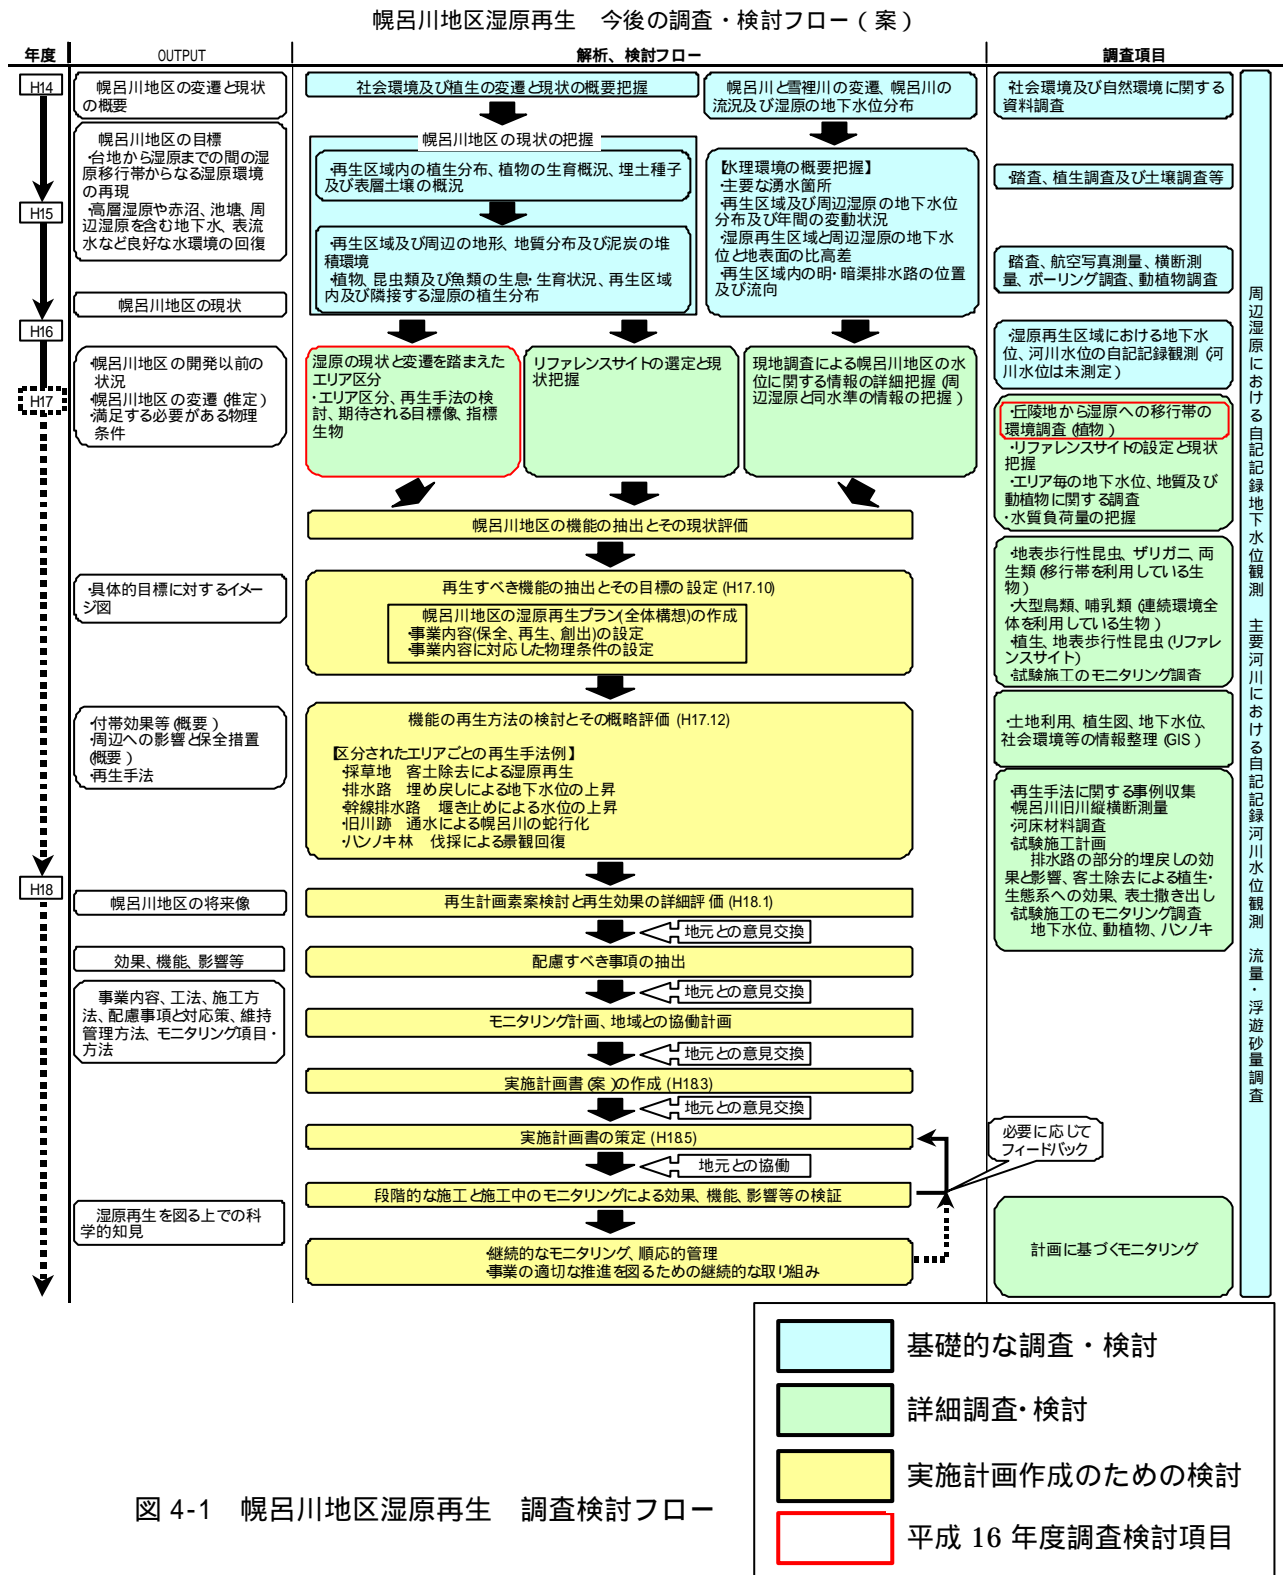 幌呂川地区湿原再生　今後の調査・検討フロー（案）
年度
OUTPUT
解析、検討フロー
調査項目
H14
H15
H16
H17
H18
幌呂川地区の変遷と現状
の概要
幌呂川地区の目標
・台地から湿原までの間の湿
原移行帯からなる湿原環境
の再現
・高層湿原や赤沼、池塘、周
辺湿原を含む地下水、表流
水など良好な水環境の回復
幌呂川地区の現状
・幌呂川地区の開発以前の
状況
・幌呂川地区の変遷（推定）
・満足する必要がある物理
条件
・具体的目標に対するイメー
ジ図
・付帯効果等（概要）
・周辺への影響と保全措置
（概要）
・再生手法
幌呂川地区の将来像
効果、機能、影響等
事業内容、工法、施工方
法、配慮事項と対応策、維持
管理方法、モニタリング項目・
方法
湿原再生を図る上での科
学的知見
社会環境及び植生の変遷と現状の概要把握
幌呂川と雪裡川の変遷、幌呂川の
流況及び湿原の地下水位分布
幌呂川地区の現状の把握
・再生区域内の植生分布、植物の生育概況、埋土種子
及び表層土壌の概況
・再生区域及び周辺の地形、地質分布及び泥炭の堆
積環境
・植物、昆虫類及び魚類の生息・生育状況、再生区域
内及び隣接する湿原の植生分布
【水理環境の概要把握】
・主要な湧水箇所
・再生区域及び周辺湿原の地下水位
分布及び年間の変動状況
・湿原再生区域と周辺湿原の地下水
位と地表面の比高差
・再生区域内の明・暗渠排水路の位置
及び流向
湿原の現状と変遷を踏まえた
エリア区分
・エリア区分、再生手法の検
討、期待される目標像、指標
生物
リファレンスサイトの選定と現
状把握
現地調査による幌呂川地区の水
位に関する情報の詳細把握（周
辺湿原と同水準の情報の把握）
幌呂川地区の機能の抽出とその現状評価
再生すべき機能の抽出とその目標の設定 (H17.10)
幌呂川地区の湿原再生プラン(全体構想)の作成
・事業内容(保全、再生、創出)の設定
・事業内容に対応した物理条件の設定
機能の再生方法の検討とその概略評価 (H17.12)
【区分されたエリアごとの再生手法例】
・採草地　客土除去による湿原再生
・排水路　埋め戻しによる地下水位の上昇
・幹線排水路　堰き止めによる水位の上昇
・旧川跡　通水による幌呂川の蛇行化
・ハンノキ林　伐採による景観回復
再生計画素案検討と再生効果の詳細評価 (H18.1)
地元との意見交換
配慮すべき事項の抽出
地元との意見交換
モニタリング計画、地域との協働計画
地元との意見交換
実施計画書（案）の作成 (H18.3)
地元との意見交換
実施計画書の策定 (H18.5)
地元との協働
段階的な施工と施工中のモニタリングによる効果、機能、影響等の検証
・継続的なモニタリング、順応的管理
・事業の適切な推進を図るための継続的な取り組み
必要に応じて
フィードバック
・社会環境及び自然環境に関する
資料調査
・踏査、植生調査及び土壌調査等
・踏査、航空写真測量、横断測
量、ボーリング調査、動植物調査
・湿原再生区域における地下水
位、河川水位の自記記録観測（河
川水位は未測定）
・丘陵地から湿原への移行帯の
環境調査（植物）
・リファレンスサイトの設定と現状
把握
・エリア毎の地下水位、地質及び
動植物に関する調査
・水質負荷量の把握
・地表歩行性昆虫、ザリガニ、両
生類（移行帯を利用している生
物）
・大型鳥類、哺乳類（連続環境全
体を利用している生物）
・植生、地表歩行性昆虫（リファレ
ンスサイト）
・試験施工のモニタリング調査
・土地利用、植生図、地下水位、
社会環境等の情報整理（GIS）
・再生手法に関する事例収集
・幌呂川旧川縦横断測量
・河床材料調査
・試験施工計画
排水路の部分的埋戻しの効
果と影響、客土除去による植生・
生態系への効果、表土撒き出し
・試験施工のモニタリング調査
地下水位、動植物、ハンノキ
計画に基づくモニタリング
周辺湿原における自記記録地下水位観測　主要河川における自記記録河川水位観測　流量・浮遊砂量調査
基礎的な調査・検討
詳細調査・検討
実施計画作成のための検討
平成 16 年度調査検討項目
図 4-1　幌呂川地区湿原再生　調査検討フロー